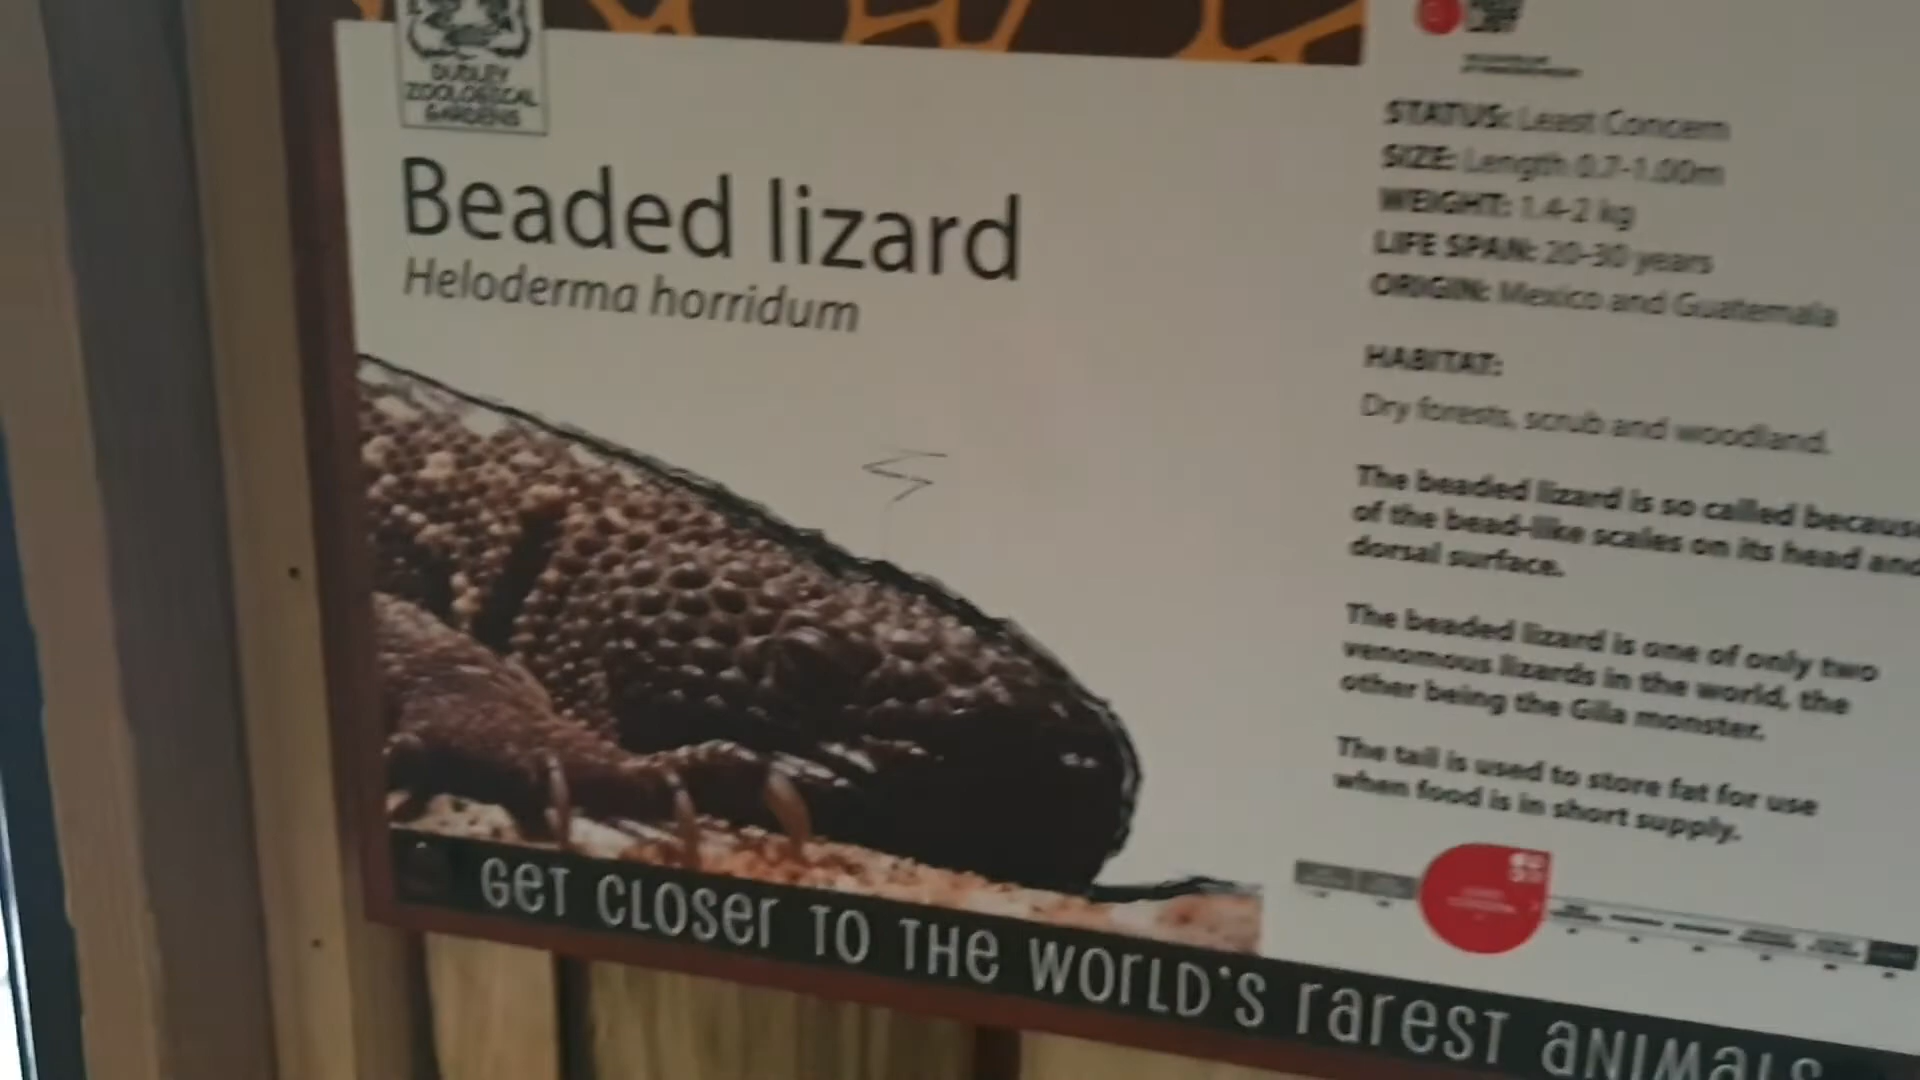 DUDLEY
ZOOLOGICAL
GARDENS
Beaded lizard
Heloderma horridum
STATUS: Least Concern
SIZE: Length 0.7-1.00m
WEIGHT: 1.4-2 kg
LIFE SPAN: 20-30 years
ORIGIN: Mexico and Guatemala
HABITAT:
Dry forests, scrub and woodland.
The beaded lizard is so called because
of the bead-like scales on its head and
dorsal surface.
The beaded lizard is one of only two
venomous lizards in the world, the
other being the Gila monster.
The tail is used to store fat for use
when food is in short supply.
GeT CLoser To THe WorLD's raresT aNIMaLS